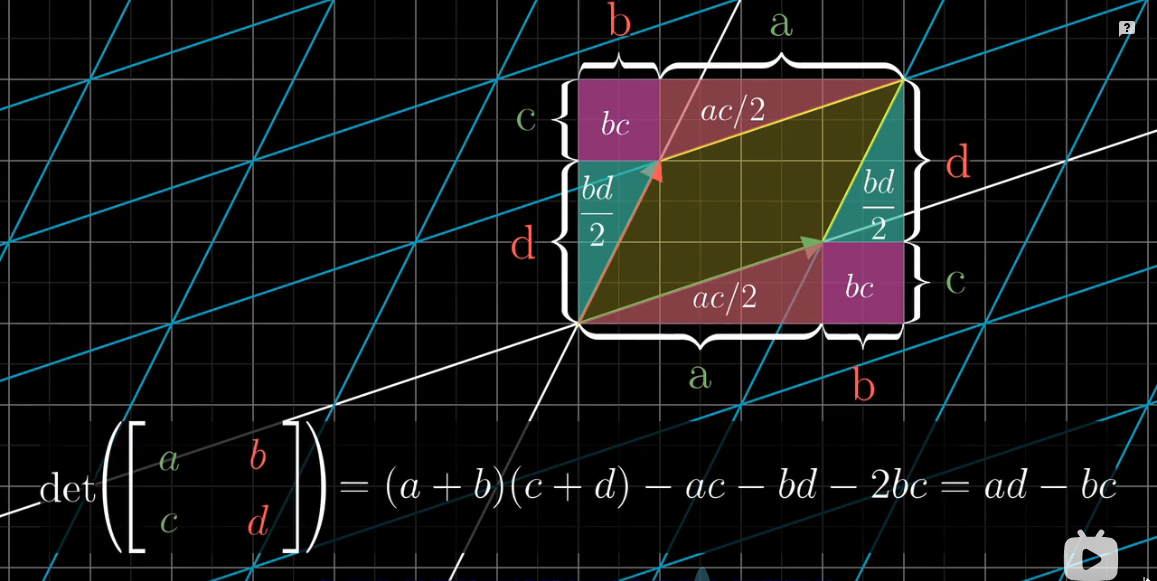 b a
c bc ac/2
bd/2 bd/2 d
d
ac/2 bc c
a b
det([a b
c d]) = (a + b)(c + d) − ac − bd − 2bc = ad − bc